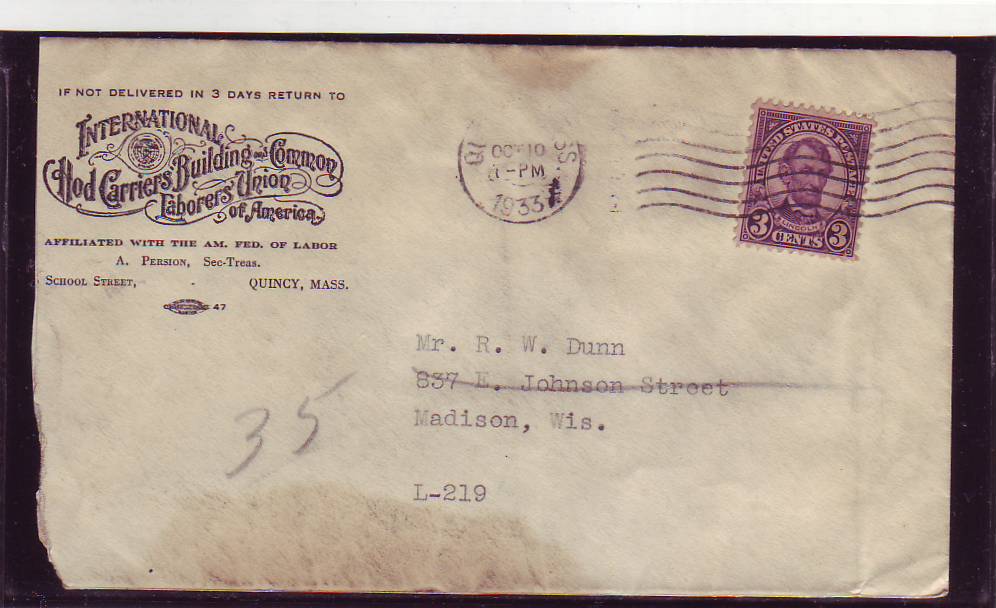 IF NOT DELIVERED IN 3 DAYS RETURN TO
INTERNATIONAL
Hod Carriers, Building and Common
Laborers' Union
of America
AFFILIATED WITH THE AM. FED. OF LABOR
A. PERSION, Sec-Treas.
SCHOOL STREET, - QUINCY, MASS.
47
OCT 10
-PM
1933
UNITED STATES POSTAGE
LINCOLN
3 CENTS 3
Mr. R. W. Dunn
837 E. Johnson Street
Madison, Wis.
L-219
35